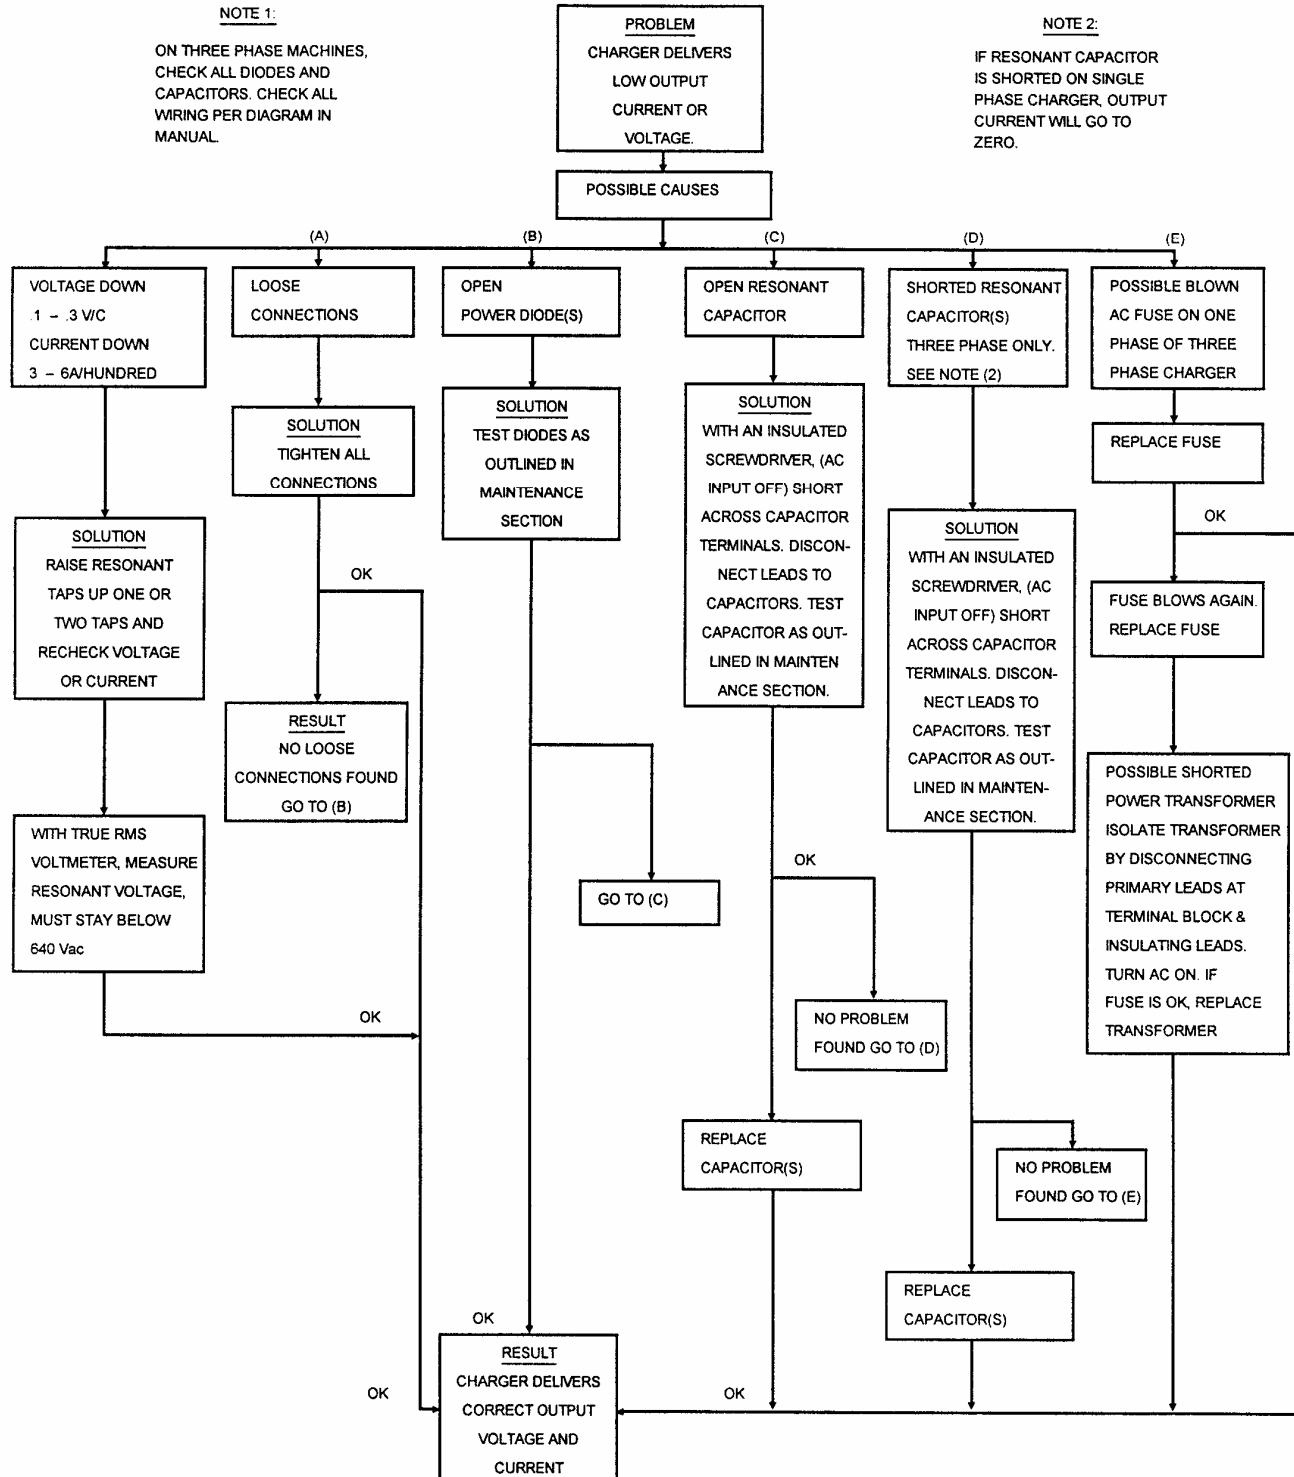 NOTE 1:
ON THREE PHASE MACHINES,
CHECK ALL DIODES AND
CAPACITORS. CHECK ALL
WIRING PER DIAGRAM IN
MANUAL.
PROBLEM
CHARGER DELIVERS
LOW OUTPUT
CURRENT OR
VOLTAGE.
NOTE 2:
IF RESONANT CAPACITOR
IS SHORTED ON SINGLE
PHASE CHARGER, OUTPUT
CURRENT WILL GO TO
ZERO.
POSSIBLE CAUSES
(A)
(B)
(C)
(D)
(E)
VOLTAGE DOWN
.1 – .3 V/C
CURRENT DOWN
3 – 6A/HUNDRED
SOLUTION
RAISE RESONANT
TAPS UP ONE OR
TWO TAPS AND
RECHECK VOLTAGE
OR CURRENT
WITH TRUE RMS
VOLTMETER, MEASURE
RESONANT VOLTAGE,
MUST STAY BELOW
640 Vac
OK
LOOSE
CONNECTIONS
SOLUTION
TIGHTEN ALL
CONNECTIONS
OK
RESULT
NO LOOSE
CONNECTIONS FOUND
GO TO (B)
OPEN
POWER DIODE(S)
SOLUTION
TEST DIODES AS
OUTLINED IN
MAINTENANCE
SECTION
GO TO (C)
OK
OPEN RESONANT
CAPACITOR
SOLUTION
WITH AN INSULATED
SCREWDRIVER, (AC
INPUT OFF) SHORT
ACROSS CAPACITOR
TERMINALS. DISCON-
NECT LEADS TO
CAPACITORS. TEST
CAPACITOR AS OUT-
LINED IN MAINTEN
ANCE SECTION.
OK
NO PROBLEM
FOUND GO TO (D)
REPLACE
CAPACITOR(S)
SHORTED RESONANT
CAPACITOR(S)
THREE PHASE ONLY.
SEE NOTE (2)
SOLUTION
WITH AN INSULATED
SCREWDRIVER, (AC
INPUT OFF) SHORT
ACROSS CAPACITOR
TERMINALS. DISCON-
NECT LEADS TO
CAPACITORS. TEST
CAPACITOR AS OUT-
LINED IN MAINTEN-
ANCE SECTION.
NO PROBLEM
FOUND GO TO (E)
REPLACE
CAPACITOR(S)
POSSIBLE BLOWN
AC FUSE ON ONE
PHASE OF THREE
PHASE CHARGER
REPLACE FUSE
OK
FUSE BLOWS AGAIN.
REPLACE FUSE
POSSIBLE SHORTED
POWER TRANSFORMER
ISOLATE TRANSFORMER
BY DISCONNECTING
PRIMARY LEADS AT
TERMINAL BLOCK &
INSULATING LEADS.
TURN AC ON. IF
FUSE IS OK, REPLACE
TRANSFORMER
OK
OK
RESULT
CHARGER DELIVERS
CORRECT OUTPUT
VOLTAGE AND
CURRENT